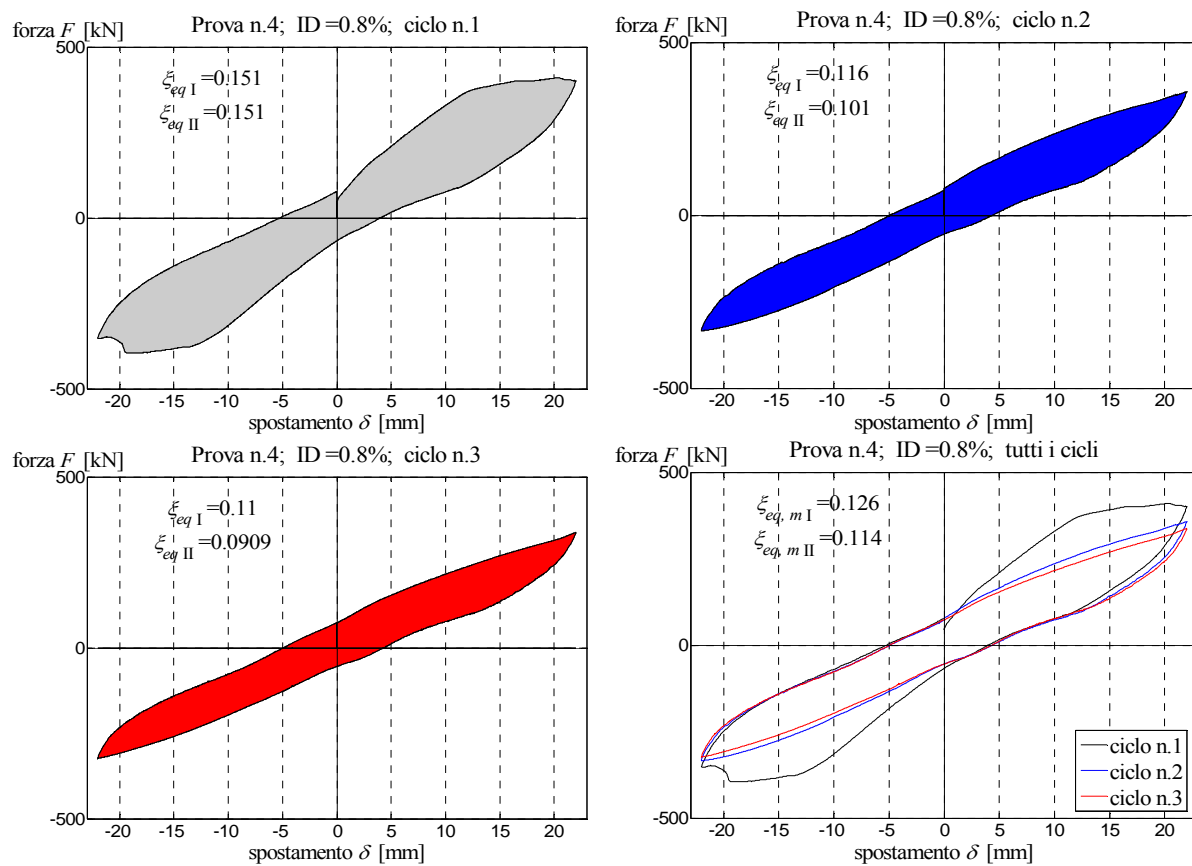 Prova n.4; ID =0.8%; ciclo n.1
forza F [kN]
500
0
-500
ξeq I =0.151
ξeq II =0.151
-20 -15 -10 -5 0 5 10 15 20
spostamento δ [mm]
Prova n.4; ID =0.8%; ciclo n.2
forza F [kN]
500
0
-500
ξeq I =0.116
ξeq II =0.101
-20 -15 -10 -5 0 5 10 15 20
spostamento δ [mm]
Prova n.4; ID =0.8%; ciclo n.3
forza F [kN]
500
0
-500
ξeq I =0.11
ξeq II =0.0909
-20 -15 -10 -5 0 5 10 15 20
spostamento δ [mm]
Prova n.4; ID =0.8%; tutti i cicli
forza F [kN]
500
0
-500
ξeq, m I =0.126
ξeq, m II =0.114
ciclo n.1
ciclo n.2
ciclo n.3
-20 -15 -10 -5 0 5 10 15 20
spostamento δ [mm]